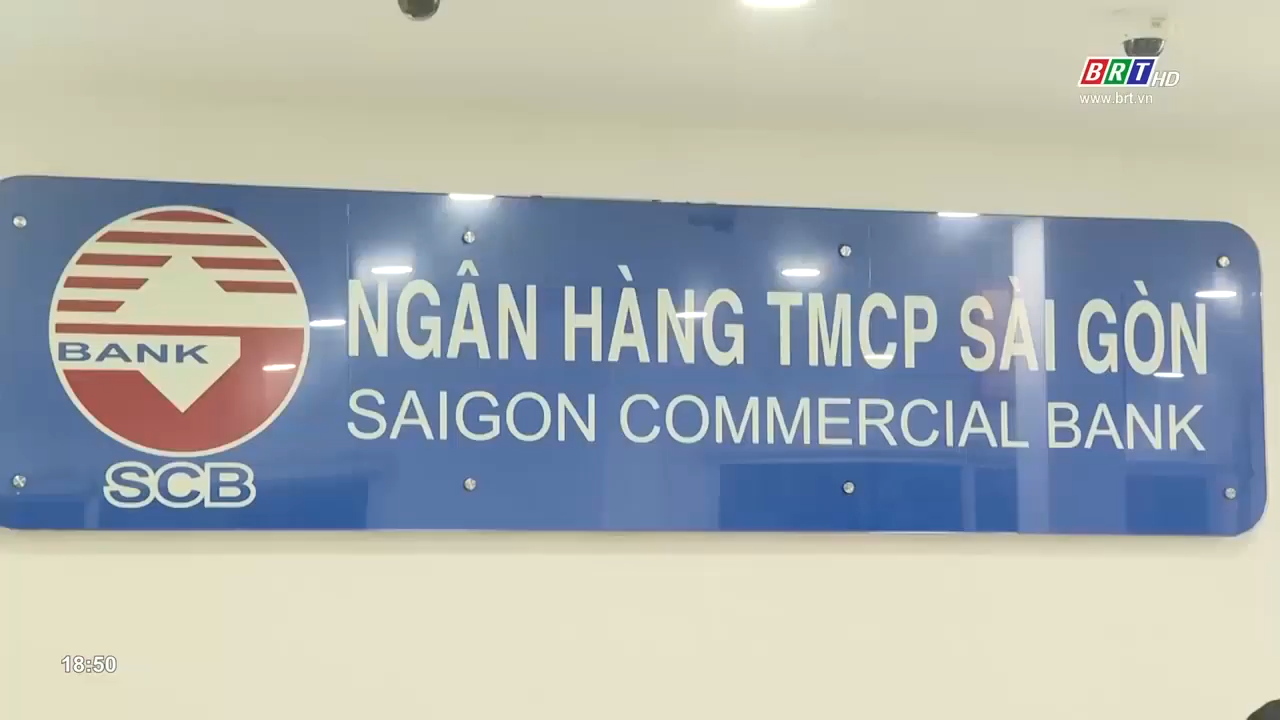 BRT HD
www.brt.vn
NGÂN HÀNG TMCP SÀI GÒN
BANK
SAIGON COMMERCIAL BANK
SCB
18:50